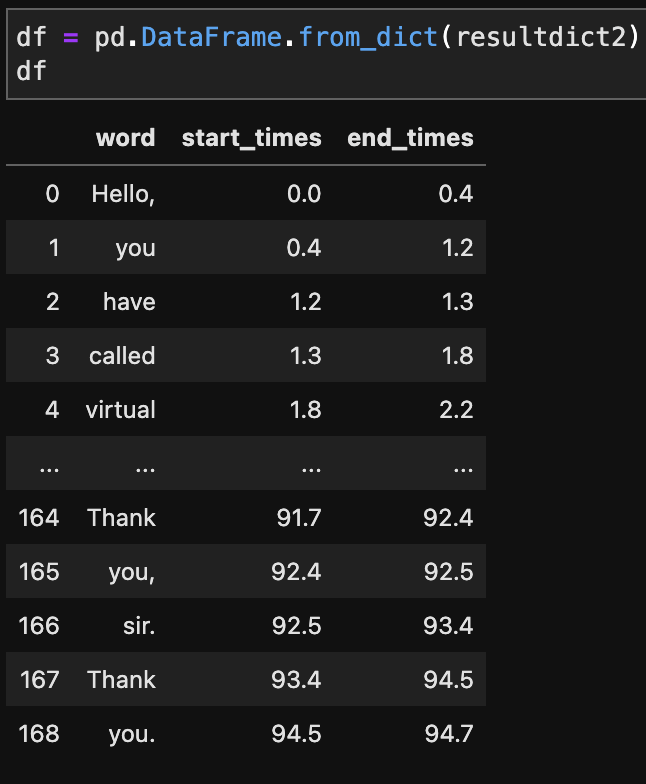 df = pd.DataFrame.from_dict(resultdict2)
df
word start_times end_times
0 Hello, 0.0 0.4
1 you 0.4 1.2
2 have 1.2 1.3
3 called 1.3 1.8
4 virtual 1.8 2.2
... ... ... ...
164 Thank 91.7 92.4
165 you, 92.4 92.5
166 sir. 92.5 93.4
167 Thank 93.4 94.5
168 you. 94.5 94.7